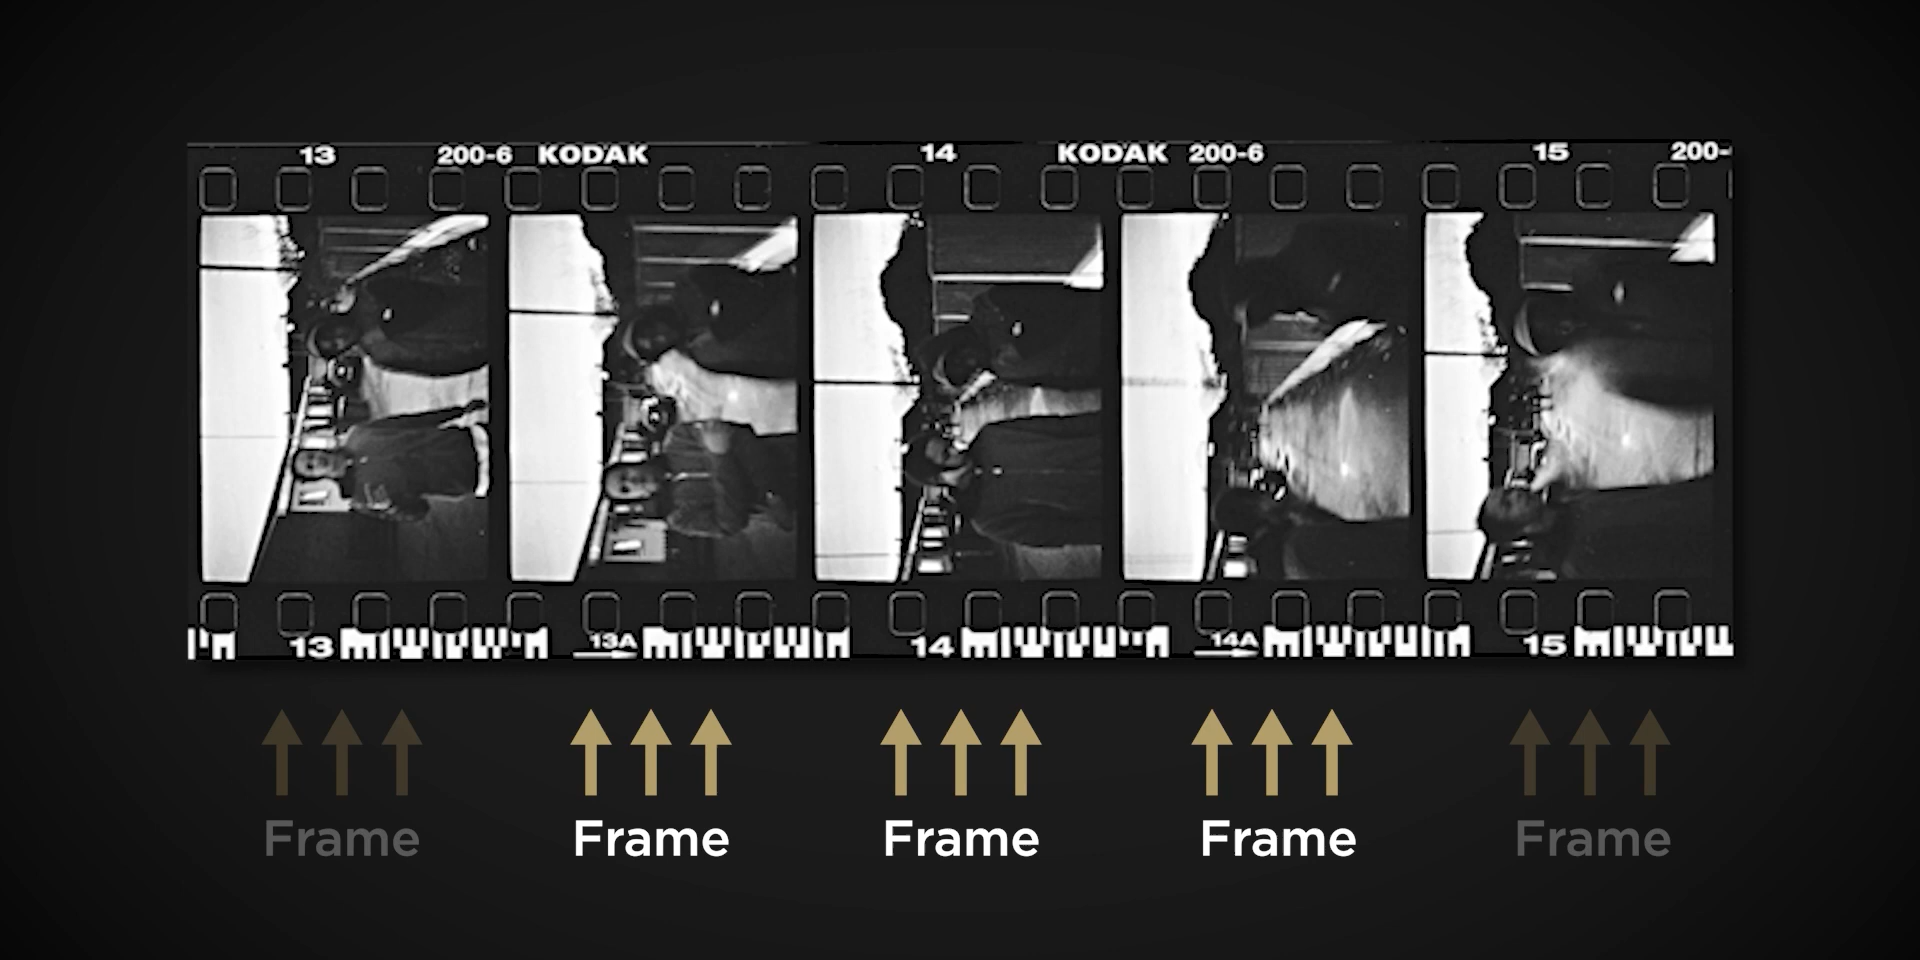 13 200-6 KODAK 14 KODAK 200-6 15 200-
13 13A 14 14A 15
Frame Frame Frame Frame Frame